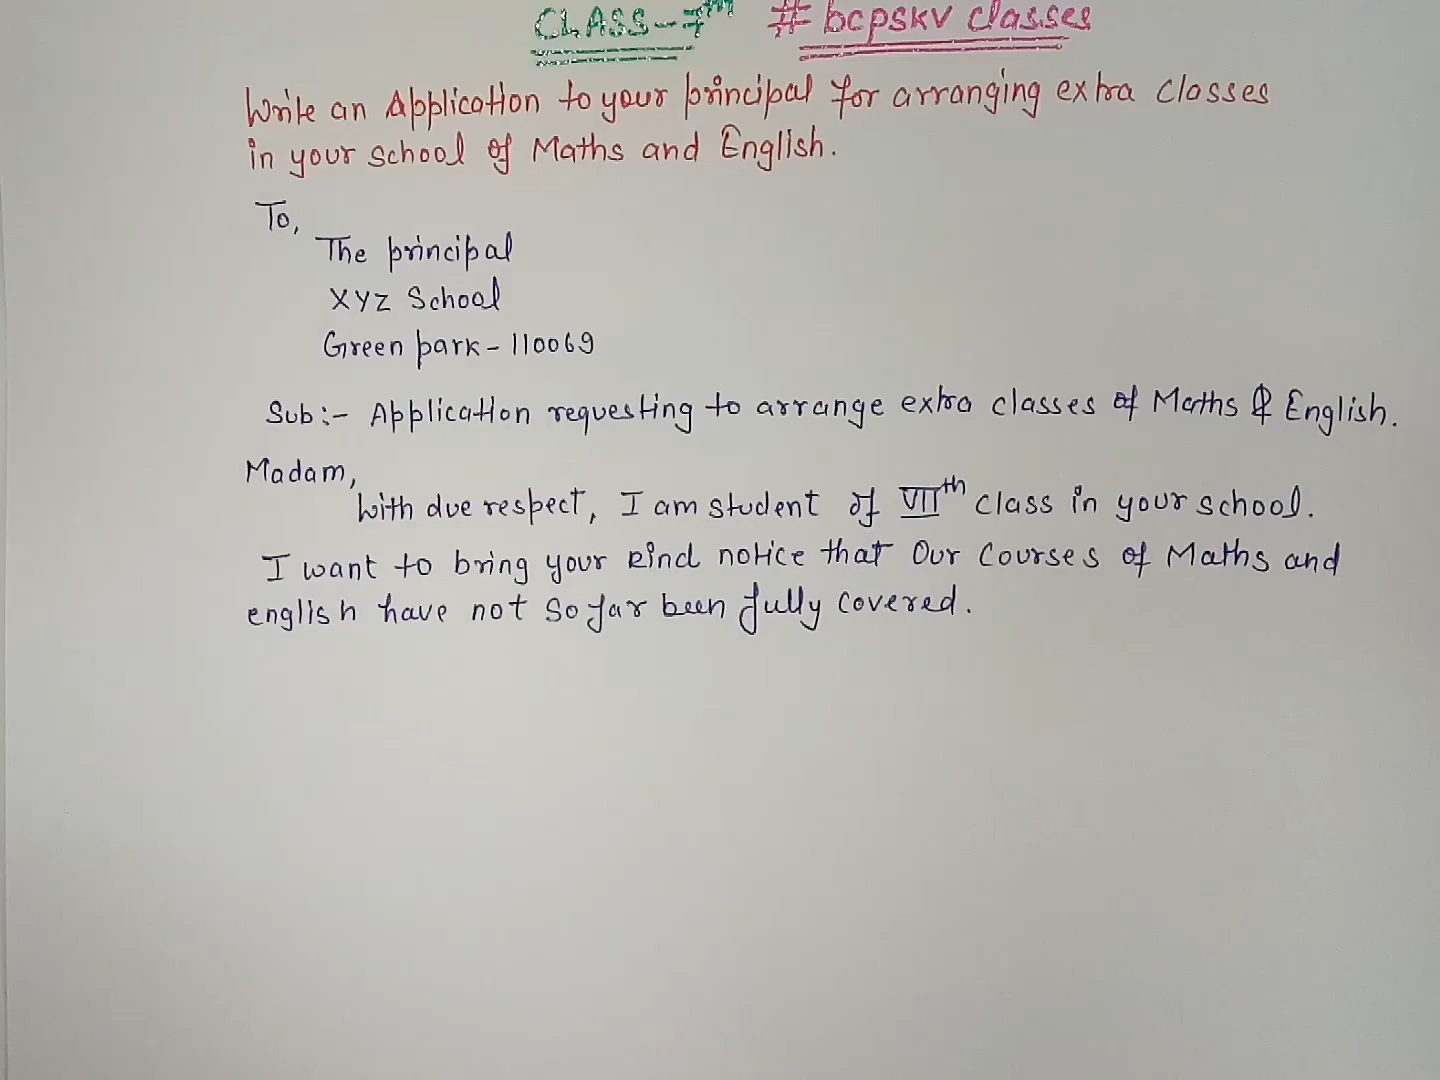 CLASS-7th # bcpskv classes
Write an Application to your principal for arranging extra classes
in your school of Maths and English.
To,
The principal
XYZ School
Green park - 110069
Sub:- Application requesting to arrange extra classes of Maths & English.
Madam,
With due respect, I am student of VIIth class in your school.
I want to bring your kind notice that Our Courses of Maths and
english have not so far been fully covered.